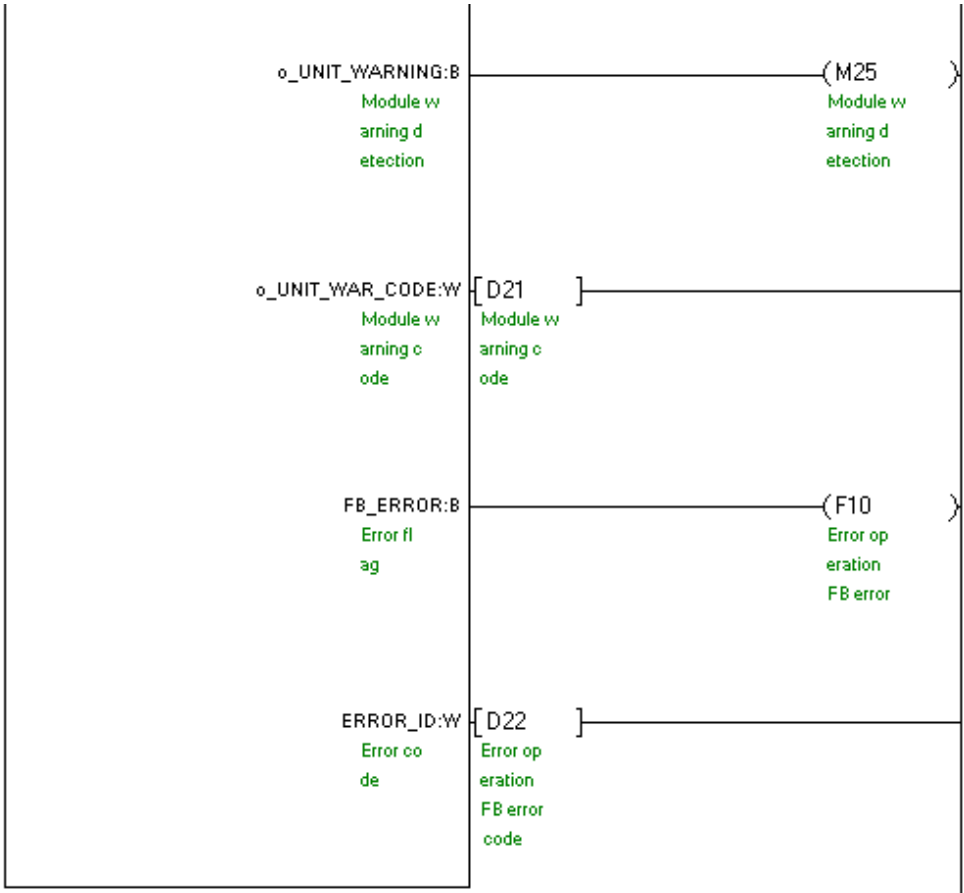 o_UNIT_WARNING:B (M25 )
Module w Module w
arning d arning d
etection etection
o_UNIT_WAR_CODE:W [D21 ]
Module w Module w
arning c arning c
ode ode
FB_ERROR:B (F10 )
Error fl Error op
ag eration
FB error
ERROR_ID:W [D22 ]
Error co Error op
de eration
FB error
code